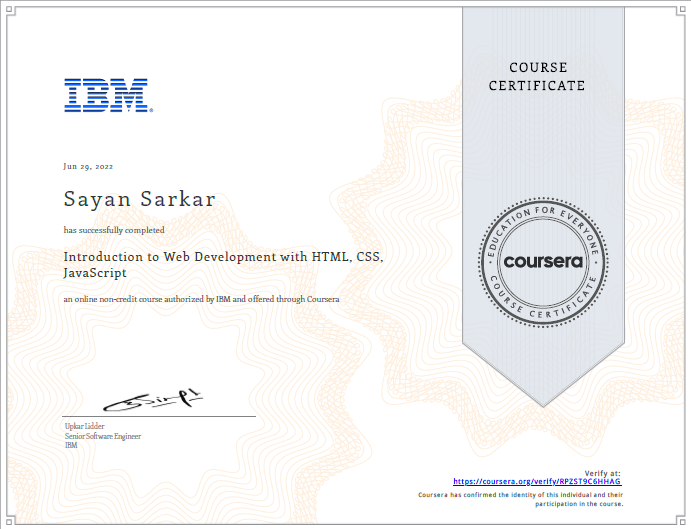 IBM®
COURSE
CERTIFICATE
Jun 29, 2022
Sayan Sarkar
has successfully completed
Introduction to Web Development with HTML, CSS,
JavaScript
an online non-credit course authorized by IBM and offered through Coursera
EDUCATION FOR EVERYONE
coursera
COURSE CERTIFICATE
Upkar Lidder
Senior Software Engineer
IBM
Verify at:
https://coursera.org/verify/RPZST9C6HHAG
Coursera has confirmed the identity of this individual and their
participation in the course.